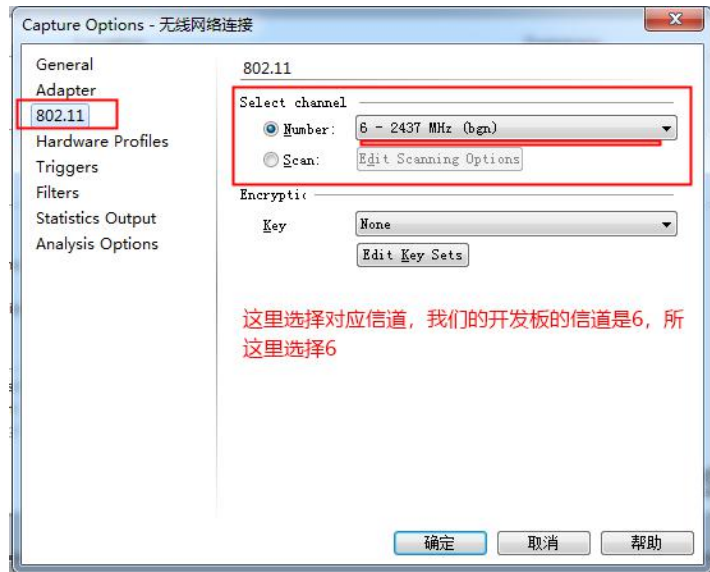 Capture Options - 无线网络连接
General
Adapter
802.11
Hardware Profiles
Triggers
Filters
Statistics Output
Analysis Options
802.11
Select channel
Number: 6 - 2437 MHz (bgn)
Scan: Edit Scanning Options
Encryptic
Key None
Edit Key Sets
这里选择对应信道，我们的开发板的信道是6，所
这里选择6
确定 取消 帮助